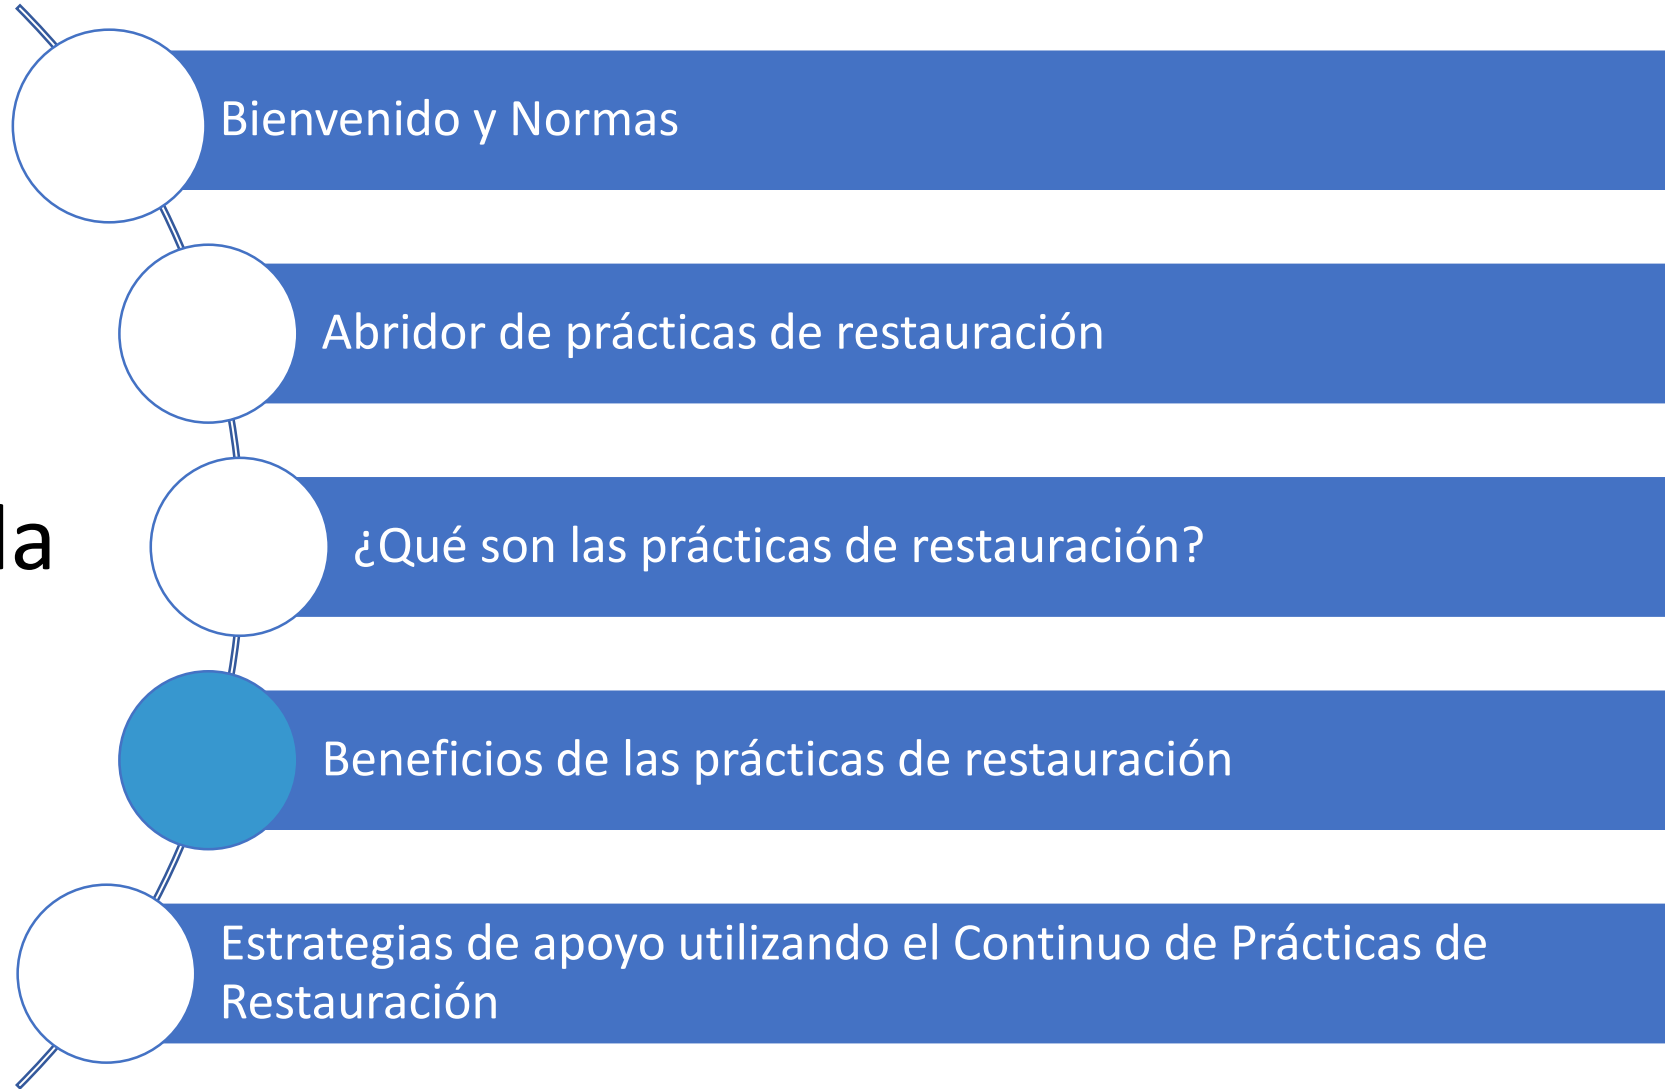 Bienvenido y Normas
Abridor de prácticas de restauración
da
¿Qué son las prácticas de restauración?
Beneficios de las prácticas de restauración
Estrategias de apoyo utilizando el Continuo de Prácticas de
Restauración